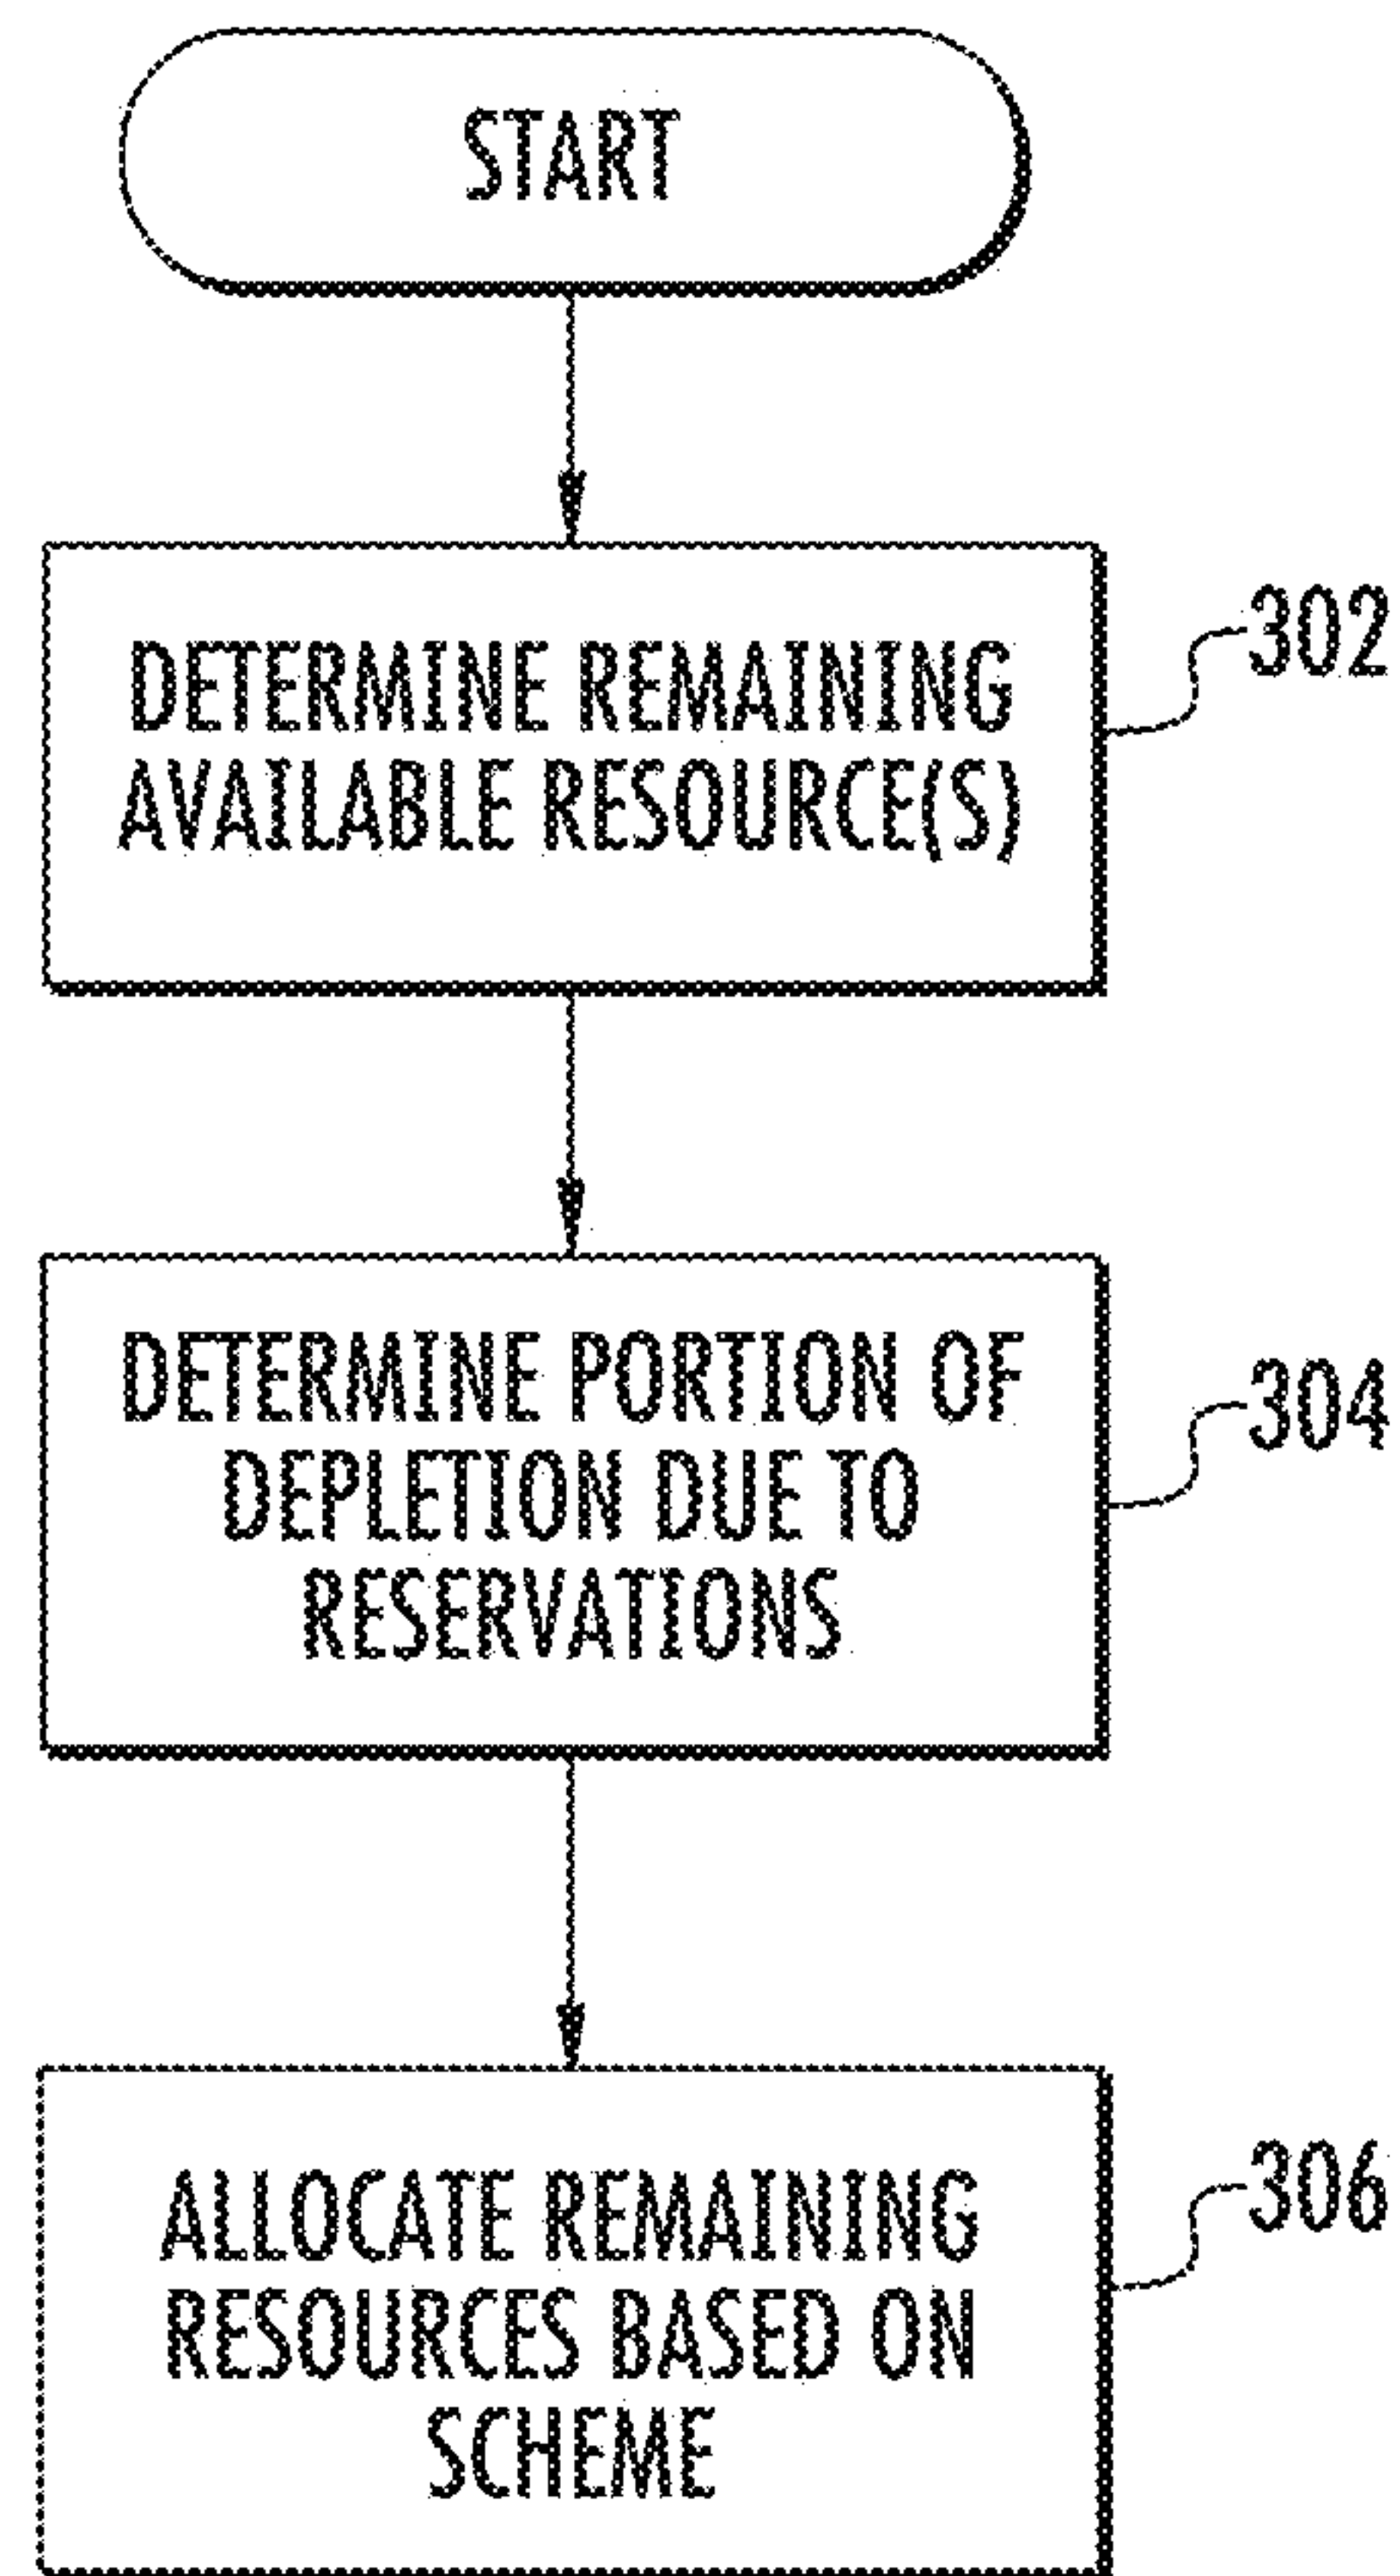 START
DETERMINE REMAINING
AVAILABLE RESOURCE(S)
302
DETERMINE PORTION OF
DEPLETION DUE TO
RESERVATIONS
304
ALLOCATE REMAINING
RESOURCES BASED ON
SCHEME
306